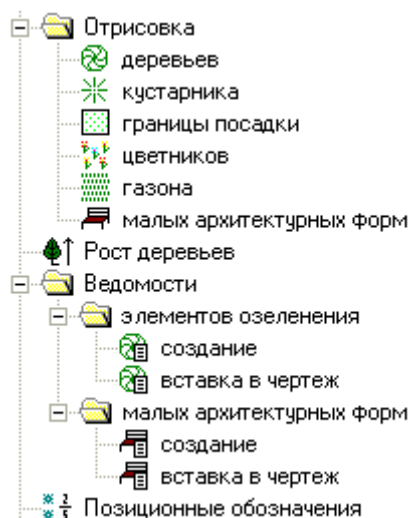 Отрисовка
деревьев
кустарника
границы посадки
цветников
газона
малых архитектурных форм
Рост деревьев
Ведомости
элементов озеленения
создание
вставка в чертеж
малых архитектурных форм
создание
вставка в чертеж
Позиционные обозначения